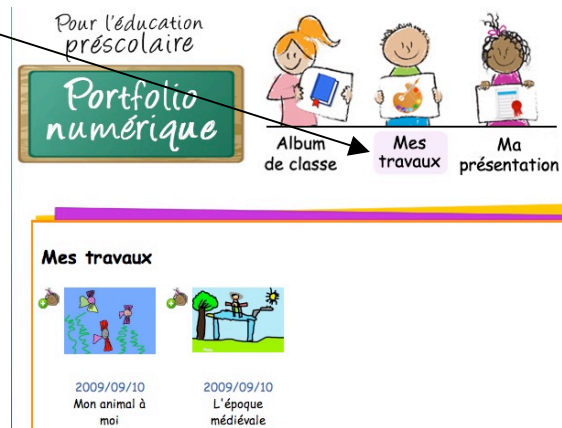 Pour l'éducation
préscolaire
Portfolio
numérique
Album
de classe
Mes
travaux
Ma
présentation
Mes travaux
2009/09/10
Mon animal à
moi
2009/09/10
L'époque
médiévale